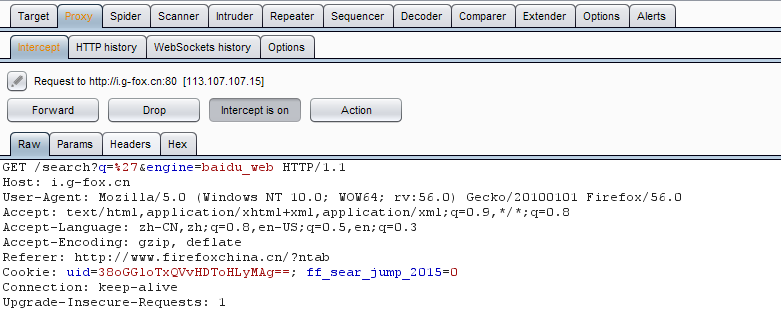 Target Proxy Spider Scanner Intruder Repeater Sequencer Decoder Comparer Extender Options Alerts
Intercept HTTP history WebSockets history Options
Request to http://i.g-fox.cn:80 [113.107.107.15]
Forward Drop Intercept is on Action
Raw Params Headers Hex
GET /search?q=%27&engine=baidu_web HTTP/1.1
Host: i.g-fox.cn
User-Agent: Mozilla/5.0 (Windows NT 10.0; WOW64; rv:56.0) Gecko/20100101 Firefox/56.0
Accept: text/html,application/xhtml+xml,application/xml;q=0.9,*/*;q=0.8
Accept-Language: zh-CN,zh;q=0.8,en-US;q=0.5,en;q=0.3
Accept-Encoding: gzip, deflate
Referer: http://www.firefoxchina.cn/?ntab
Cookie: uid=38oGGloTxQVvHDToHLyMAg==; ff_sear_jump_2015=0
Connection: keep-alive
Upgrade-Insecure-Requests: 1